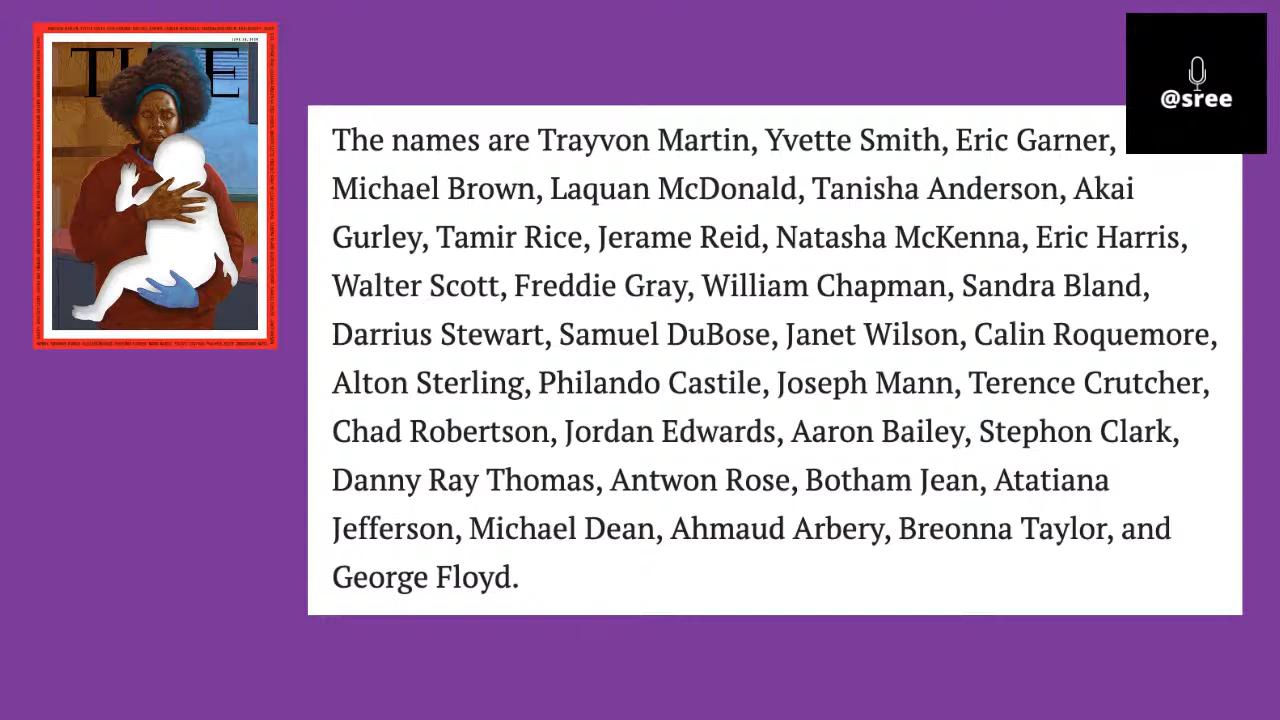 TIME
@sree
The names are Trayvon Martin, Yvette Smith, Eric Garner,
Michael Brown, Laquan McDonald, Tanisha Anderson, Akai
Gurley, Tamir Rice, Jerame Reid, Natasha McKenna, Eric Harris,
Walter Scott, Freddie Gray, William Chapman, Sandra Bland,
Darrius Stewart, Samuel DuBose, Janet Wilson, Calin Roquemore,
Alton Sterling, Philando Castile, Joseph Mann, Terence Crutcher,
Chad Robertson, Jordan Edwards, Aaron Bailey, Stephon Clark,
Danny Ray Thomas, Antwon Rose, Botham Jean, Atatiana
Jefferson, Michael Dean, Ahmaud Arbery, Breonna Taylor, and
George Floyd.